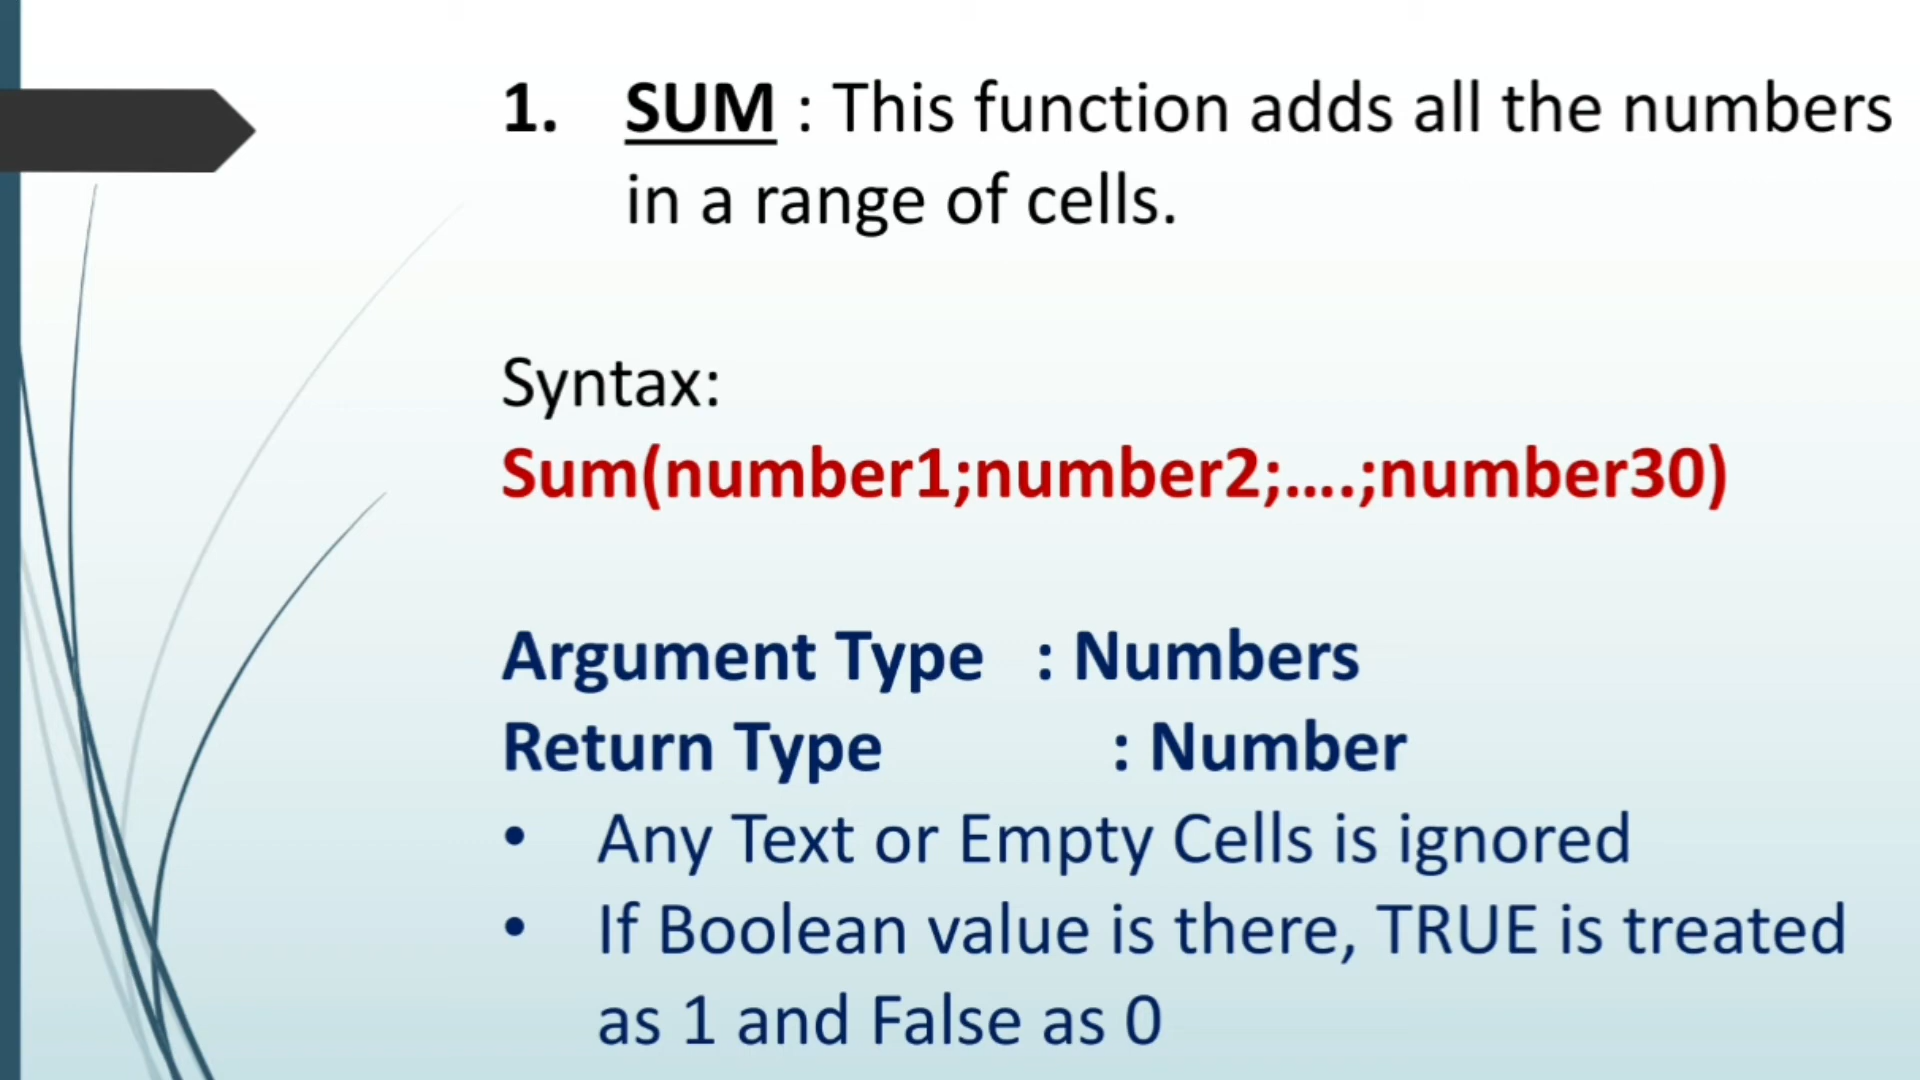 1. SUM : This function adds all the numbers
in a range of cells.
Syntax:
Sum(number1;number2;....;number30)
Argument Type : Numbers
Return Type : Number
• Any Text or Empty Cells is ignored
• If Boolean value is there, TRUE is treated
as 1 and False as 0